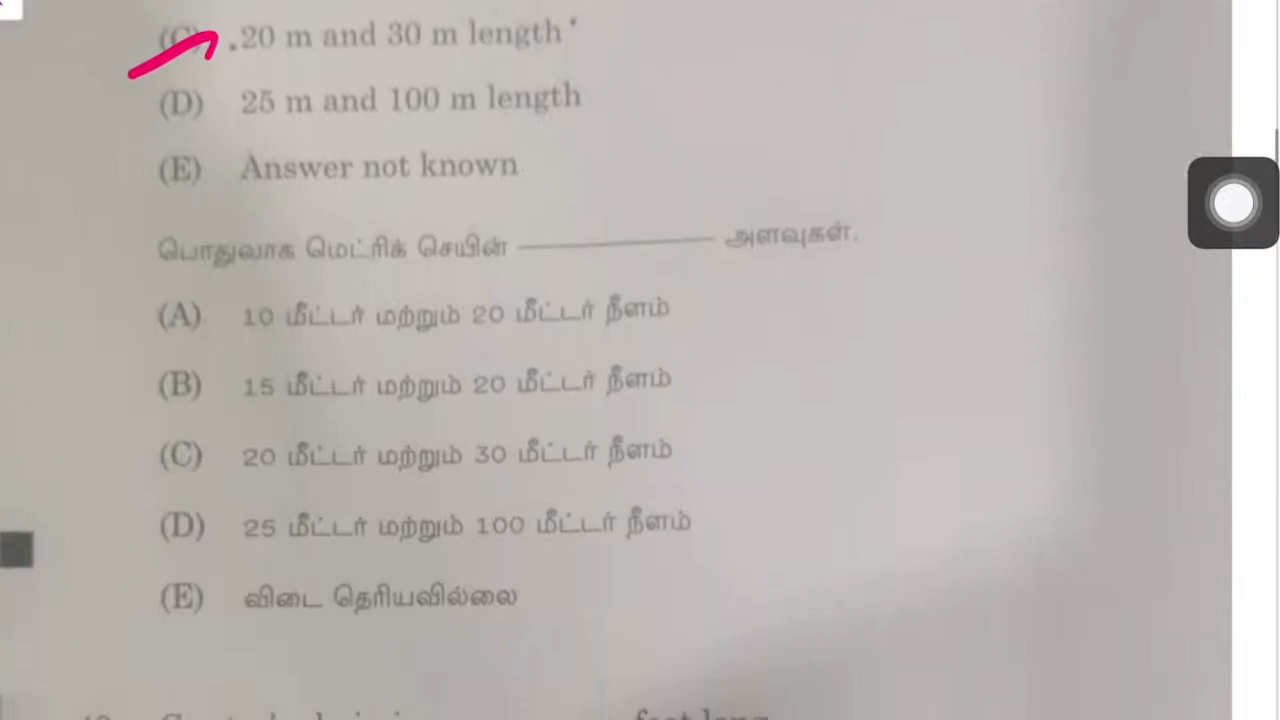 (C) .20 m and 30 m length
(D) 25 m and 100 m length
(E) Answer not known
பொதுவாக மெட்ரிக் செயின் ———— அளவுகள்.
(A) 10 மீட்டர் மற்றும் 20 மீட்டர் நீளம்
(B) 15 மீட்டர் மற்றும் 20 மீட்டர் நீளம்
(C) 20 மீட்டர் மற்றும் 30 மீட்டர் நீளம்
(D) 25 மீட்டர் மற்றும் 100 மீட்டர் நீளம்
(E) விடை தெரியவில்லை